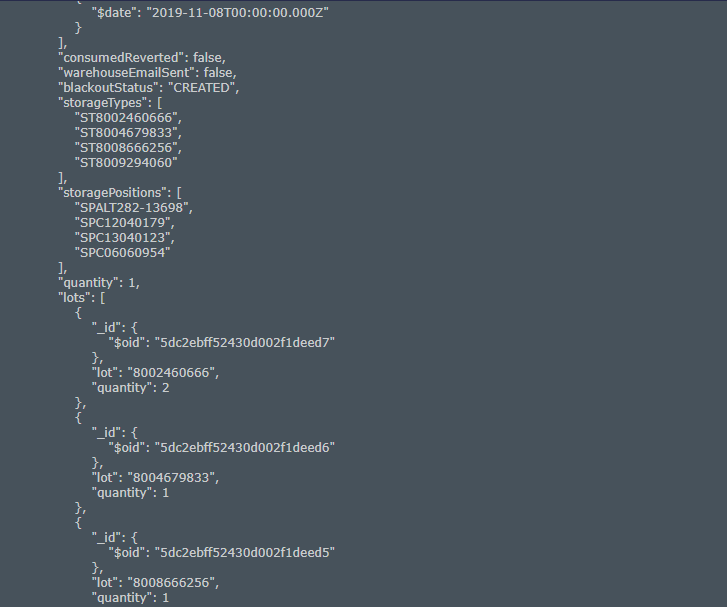 {
"$date": "2019-11-08T00:00:00.000Z"
}
],
"consumedReverted": false,
"warehouseEmailSent": false,
"blackoutStatus": "CREATED",
"storageTypes": [
"ST8002460666",
"ST8004679833",
"ST8008666256",
"ST8009294060"
],
"storagePositions": [
"SPALT282-13698",
"SPC12040179",
"SPC13040123",
"SPC06060954"
],
"quantity": 1,
"lots": [
{
"_id": {
"$oid": "5dc2ebff52430d002f1deed7"
},
"lot": "8002460666",
"quantity": 2
},
{
"_id": {
"$oid": "5dc2ebff52430d002f1deed6"
},
"lot": "8004679833",
"quantity": 1
},
{
"_id": {
"$oid": "5dc2ebff52430d002f1deed5"
},
"lot": "8008666256",
"quantity": 1